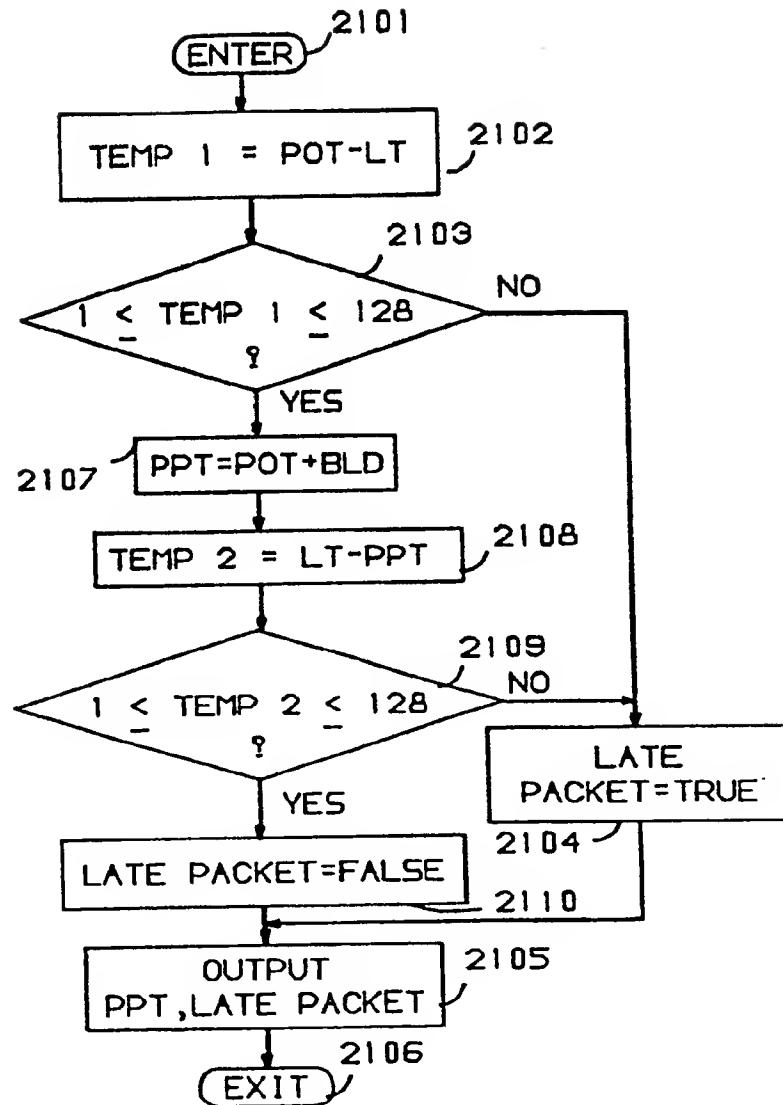 2101
ENTER
TEMP 1 = POT-LT
2102
2103
1 ≤ TEMP 1 ≤ 128
?
NO
YES
2107
PPT=POT+BLD
TEMP 2 = LT-PPT
2108
2109
1 ≤ TEMP 2 ≤ 128
?
NO
YES
LATE
PACKET=TRUE
2104
LATE PACKET=FALSE
2110
OUTPUT
PPT,LATE PACKET
2105
EXIT
2106